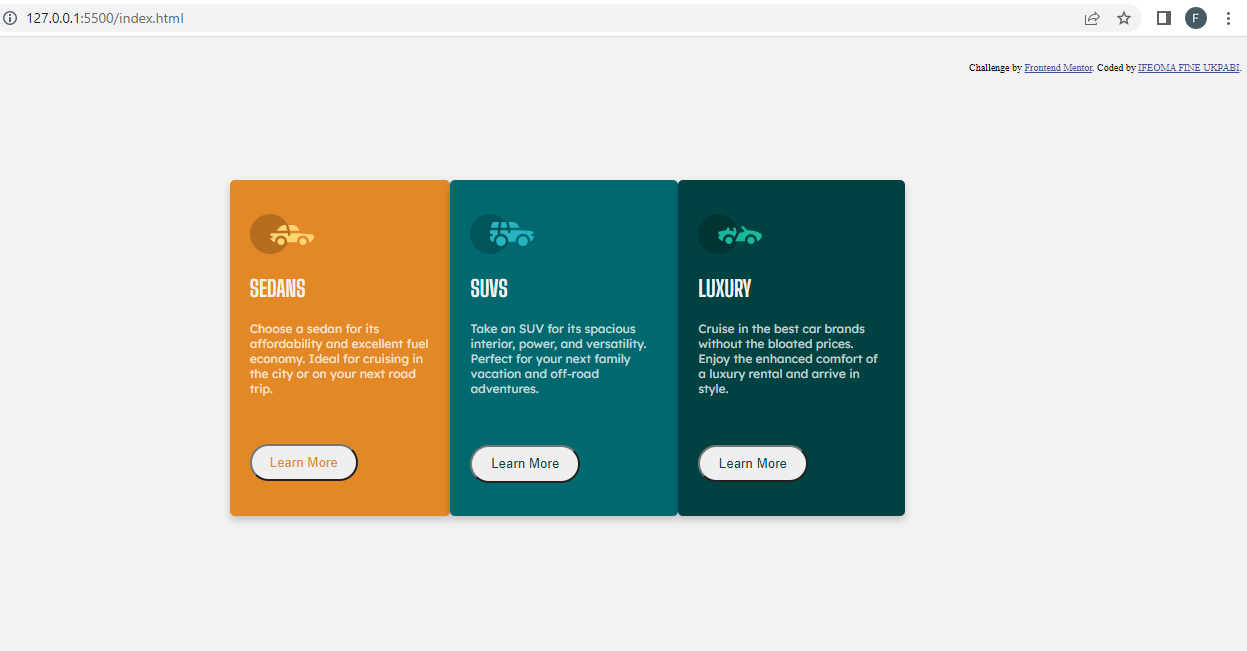 127.0.0.1:5500/index.html
F
Challenge by Frontend Mentor. Coded by IFEOMA FINE UKPABI.
SEDANS
Choose a sedan for its
affordability and excellent fuel
economy. Ideal for cruising in
the city or on your next road
trip.
Learn More
SUVS
Take an SUV for its spacious
interior, power, and versatility.
Perfect for your next family
vacation and off-road
adventures.
Learn More
LUXURY
Cruise in the best car brands
without the bloated prices.
Enjoy the enhanced comfort of
a luxury rental and arrive in
style.
Learn More